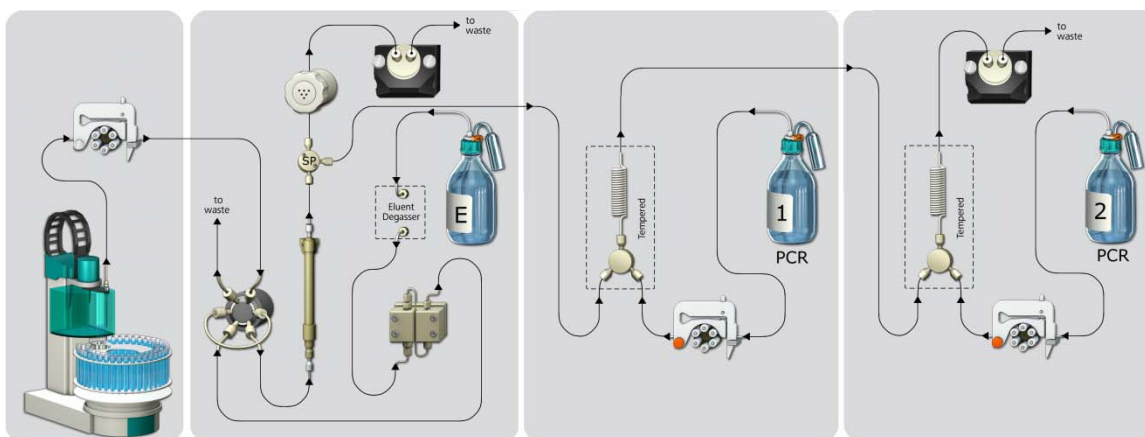 to
waste
to
waste
SP
Eluent
Degasser
E
to
waste
Tempered
1
PCR
Tempered
2
PCR